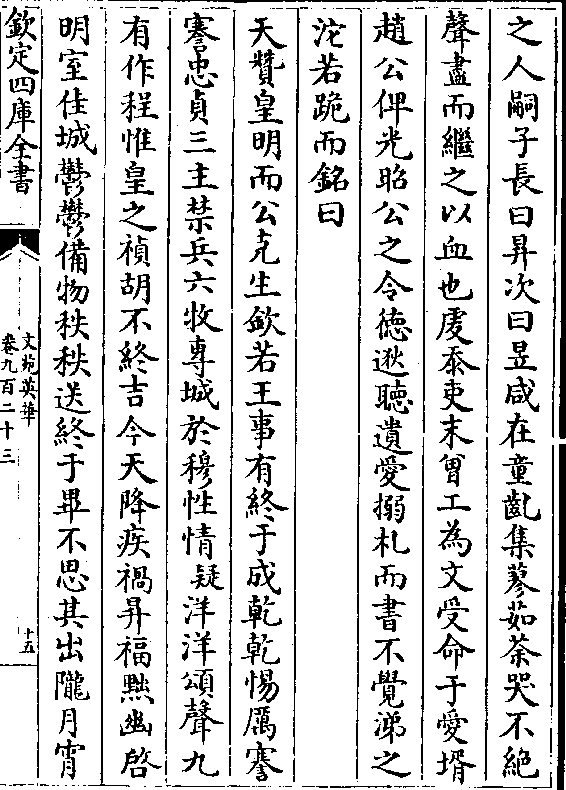 之人嗣子長曰昇次曰昱咸在童齓集蓼茹荼哭不絶
聲盡而繼之以血也䖍忝吏末曾工為文受命于愛壻
趙公俾光昭公之令徳逖聽遺愛搦札而書不覺涕之
沱若跪而銘曰
天贊皇明而公克生欽若王事有終于成乾乾惕厲謇
謇忠貞三主禁兵六牧専城於穆性情疑洋洋頌聲九
有作程惟皇之禎胡不終吉今天降疾禍昇福黙幽啓
明室佳城鬱鬱備物秩秩送終于畢不思其出隴月宵
欽定四庫全書
文苑英華
卷九百二十三
十五